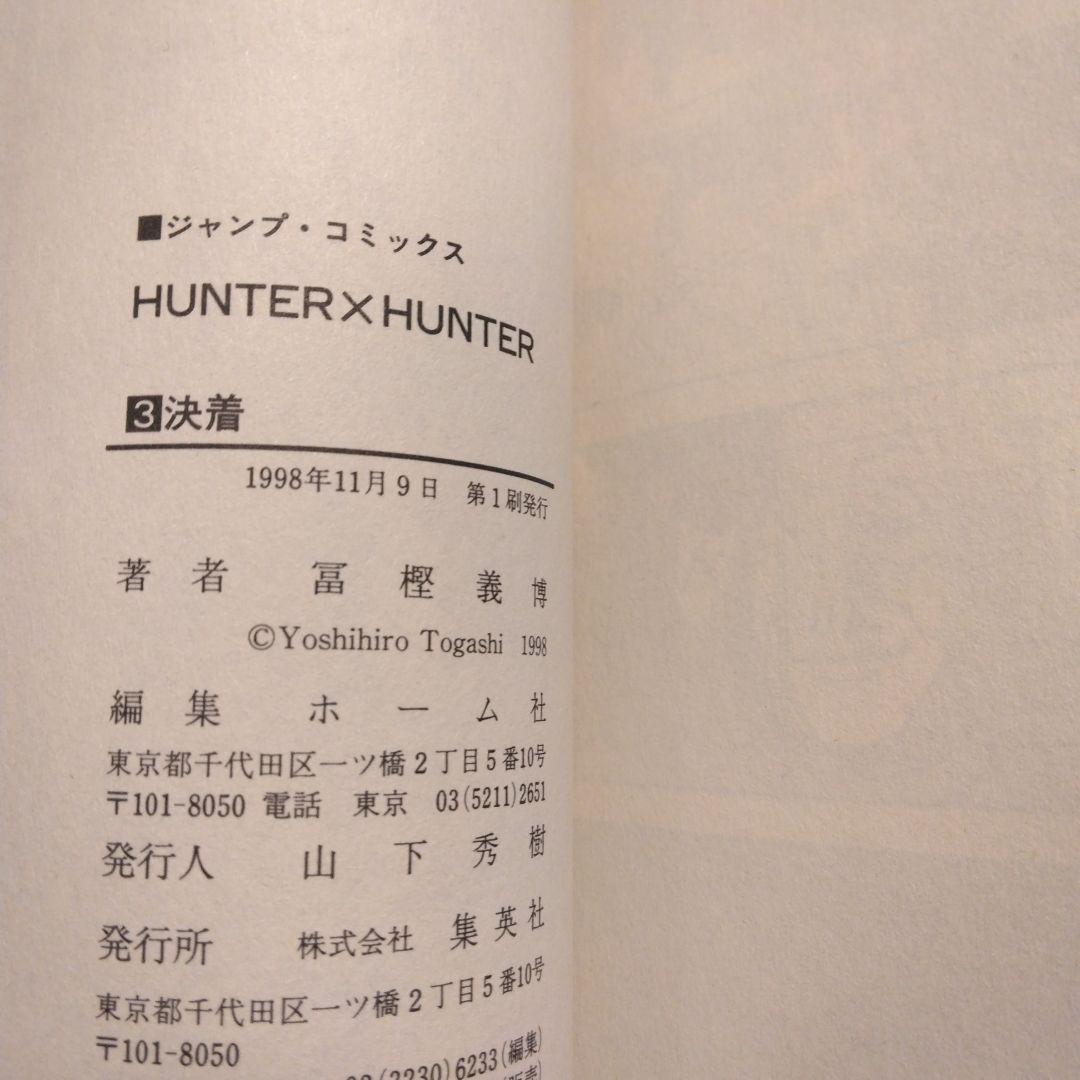 ■ジャンプ・コミックス
HUNTER×HUNTER
3決着
1998年11月9日 第1刷発行
著者 冨樫義博
©Yoshihiro Togashi 1998
編集 ホーム社
東京都千代田区一ツ橋2丁目5番10号
〒101-8050 電話 東京 03(5211)2651
発行人 山下秀樹
発行所 株式会社 集英社
東京都千代田区一ツ橋2丁目5番10号
〒101-8050
03(3230)6233(編集)